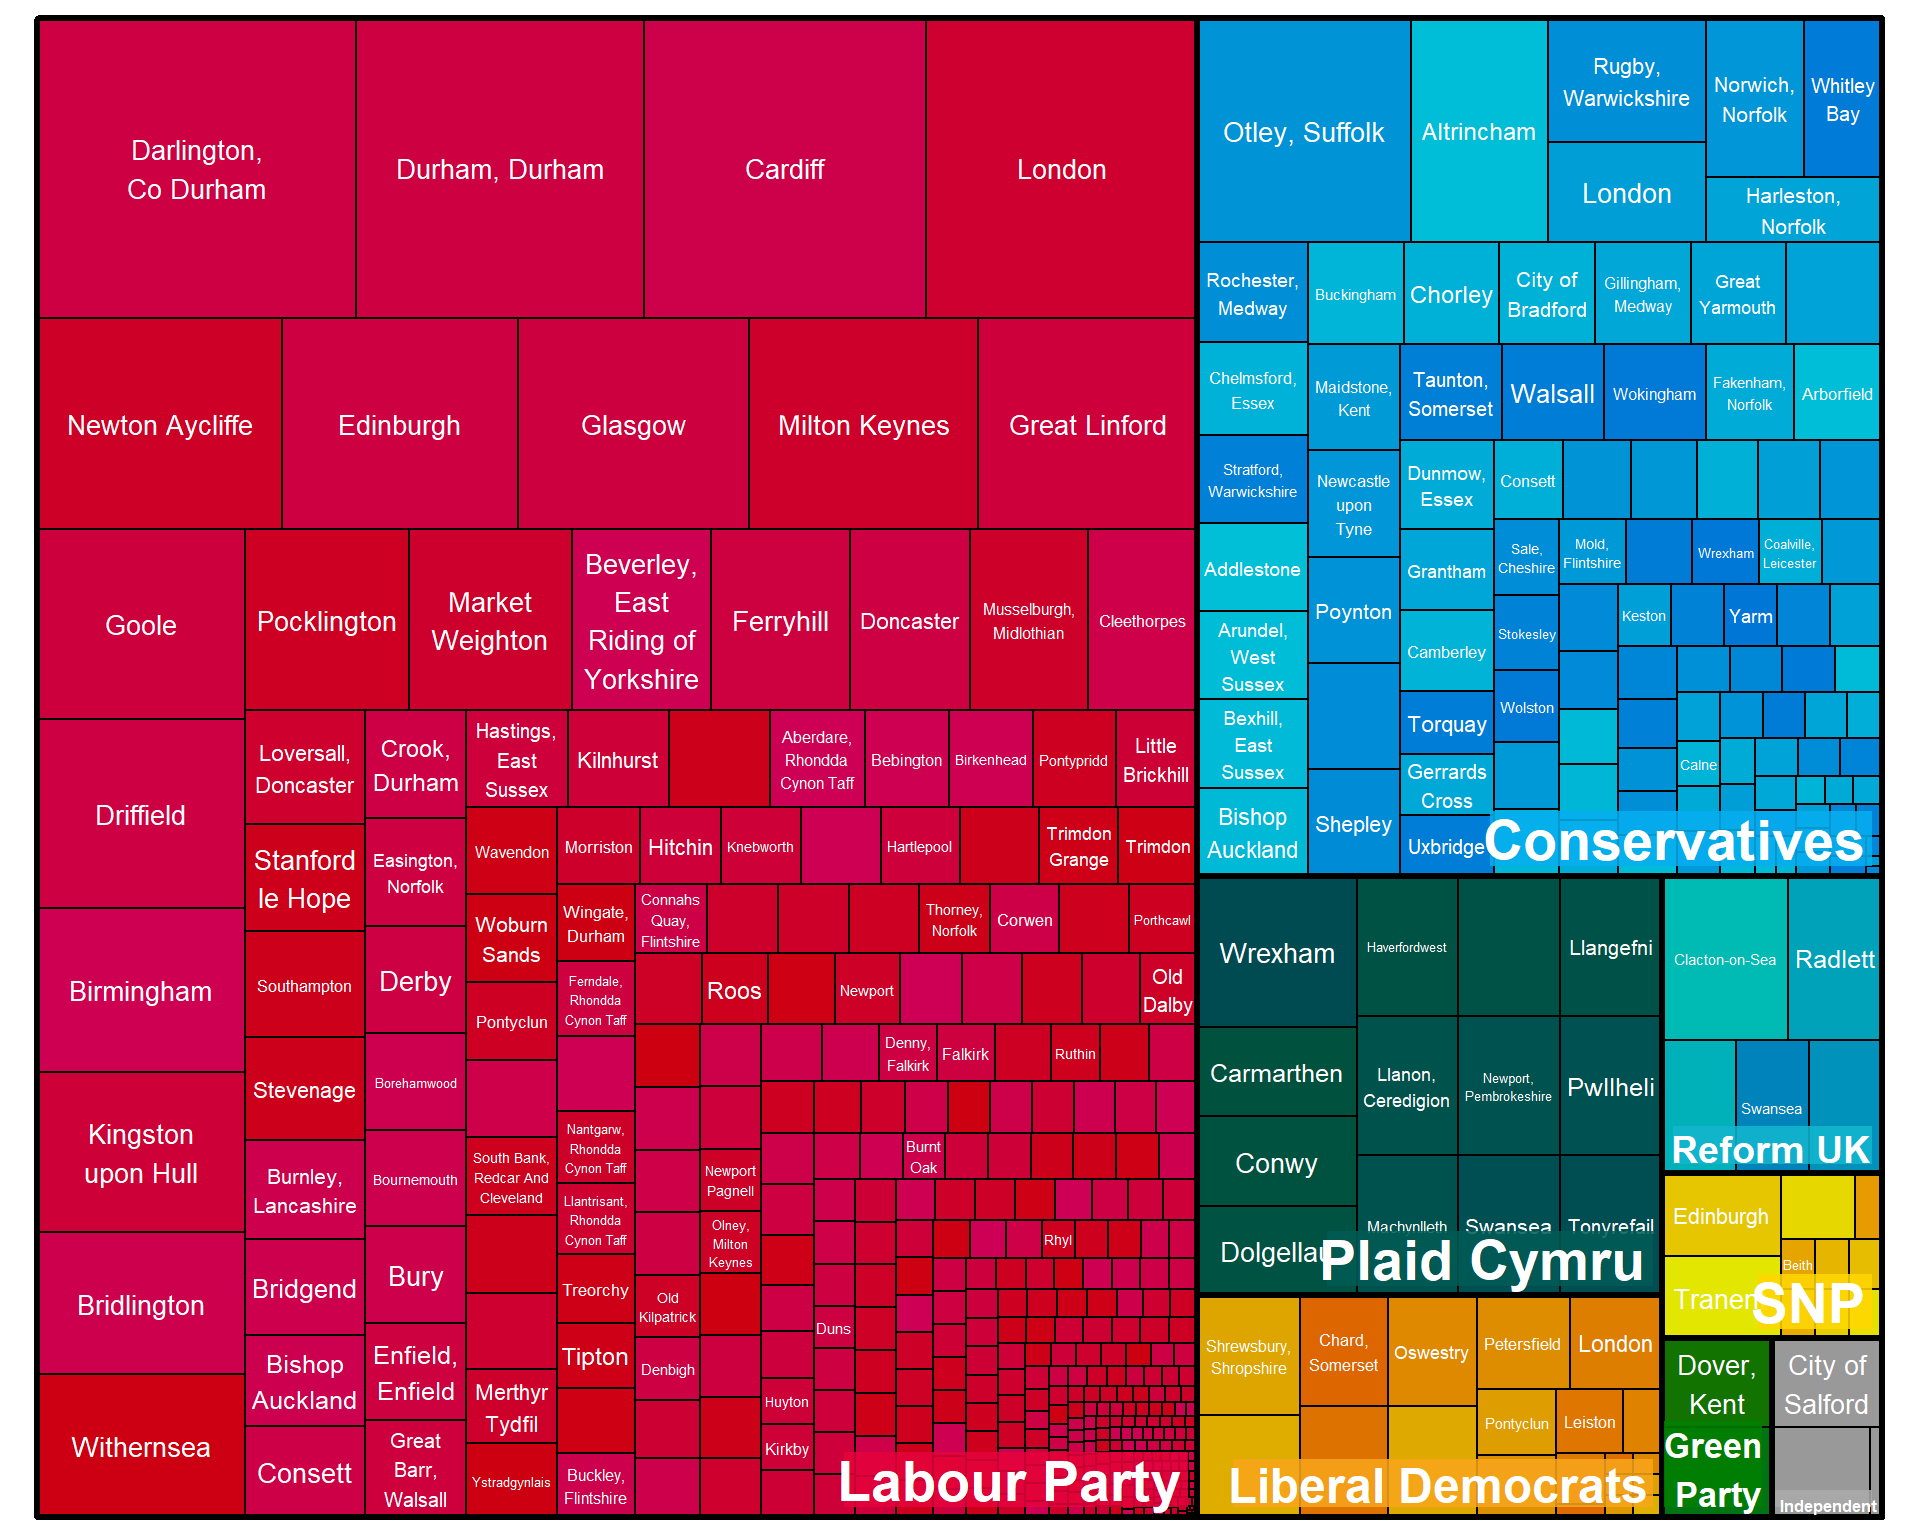 Darlington,
Co Durham
Durham, Durham
Cardiff
London
Newton Aycliffe
Edinburgh
Glasgow
Milton Keynes
Great Linford
Goole
Pocklington
Market
Weighton
Beverley,
East
Riding of
Yorkshire
Ferryhill
Doncaster
Musselburgh,
Midlothian
Cleethorpes
Driffield
Birmingham
Kingston
upon Hull
Bridlington
Withernsea
Loversall,
Doncaster
Stanford
le Hope
Southampton
Stevenage
Burnley,
Lancashire
Bridgend
Bishop
Auckland
Consett
Crook,
Durham
Easington,
Norfolk
Derby
Borehamwood
Bournemouth
Bury
Enfield,
Enfield
Great
Barr,
Walsall
Hastings,
East
Sussex
Kilnhurst
Aberdare,
Rhondda
Cynon Taff
Bebington
Birkenhead
Pontypridd
Little
Brickhill
Wavendon
Woburn
Sands
Pontyclun
South Bank,
Redcar And
Cleveland
Merthyr
Tydfil
Ystradgynlais
Morriston
Hitchin
Knebworth
Hartlepool
Trimdon
Grange
Trimdon
Wingate,
Durham
Ferndale,
Rhondda
Cynon Taff
Nantgarw,
Rhondda
Cynon Taff
Llantrisant,
Rhondda
Cynon Taff
Treorchy
Tipton
Buckley,
Flintshire
Connahs
Quay,
Flintshire
Thorney,
Norfolk
Corwen
Porthcawl
Roos
Newport
Old
Dalby
Denny,
Falkirk
Falkirk
Ruthin
Newport
Pagnell
Burnt
Oak
Olney,
Milton
Keynes
Rhyl
Old
Kilpatrick
Denbigh
Duns
Huyton
Kirkby
Labour Party
Otley, Suffolk
Altrincham
Rugby,
Warwickshire
London
Norwich,
Norfolk
Whitley
Bay
Harleston,
Norfolk
Rochester,
Medway
Buckingham
Chorley
City of
Bradford
Gillingham,
Medway
Great
Yarmouth
Chelmsford,
Essex
Maidstone,
Kent
Taunton,
Somerset
Walsall
Wokingham
Fakenham,
Norfolk
Arborfield
Stratford,
Warwickshire
Newcastle
upon
Tyne
Dunmow,
Essex
Consett
Addlestone
Poynton
Grantham
Sale,
Cheshire
Mold,
Flintshire
Wrexham
Coalville,
Leicester
Arundel,
West
Sussex
Camberley
Stokesley
Keston
Yarm
Bexhill,
East
Sussex
Torquay
Wolston
Calne
Bishop
Auckland
Shepley
Gerrards
Cross
Uxbridge
Conservatives
Wrexham
Haverfordwest
Llangefni
Carmarthen
Llanon,
Ceredigion
Newport,
Pembrokeshire
Pwllheli
Conwy
Dolgellau
Machynlleth
Swansea
Tonyrefail
Plaid Cymru
Clacton-on-Sea
Radlett
Swansea
Reform UK
Edinburgh
Beith
Tranent
SNP
Shrewsbury,
Shropshire
Chard,
Somerset
Oswestry
Petersfield
London
Pontyclun
Leiston
Liberal Democrats
Dover,
Kent
Green
Party
City of
Salford
Independent